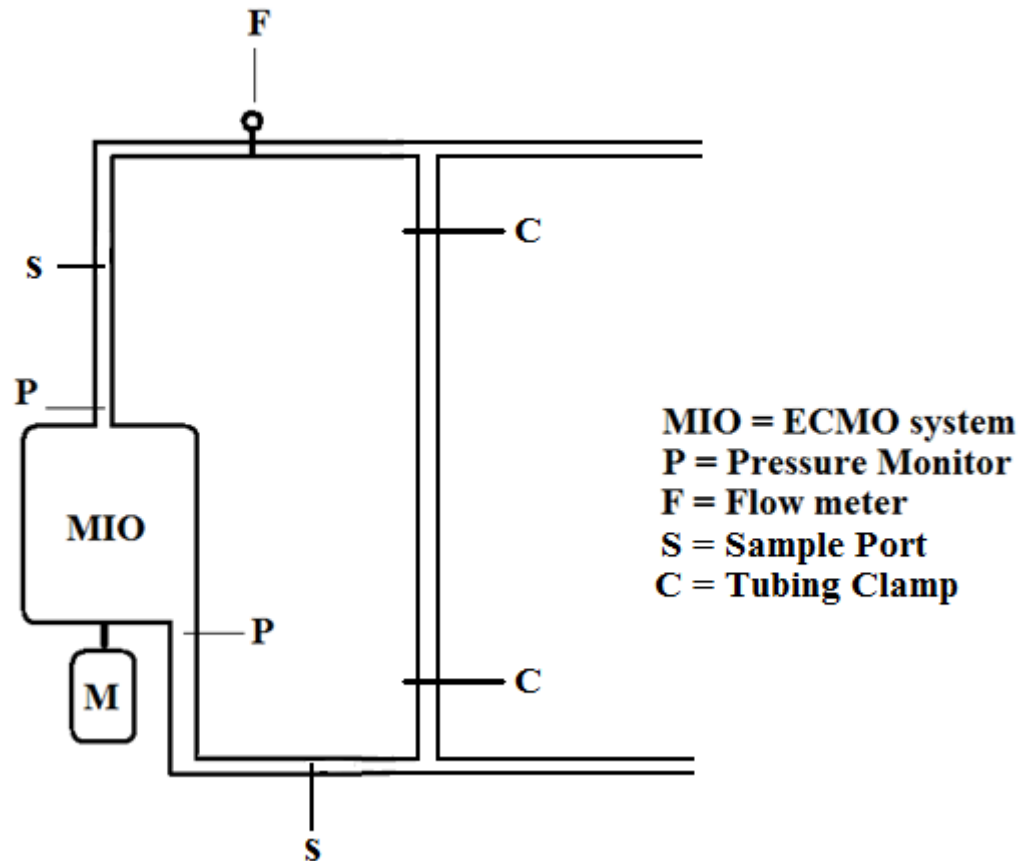 F
C
s
P
MIO = ECMO system
P = Pressure Monitor
F = Flow meter
S = Sample Port
C = Tubing Clamp
MIO
P
C
M
s